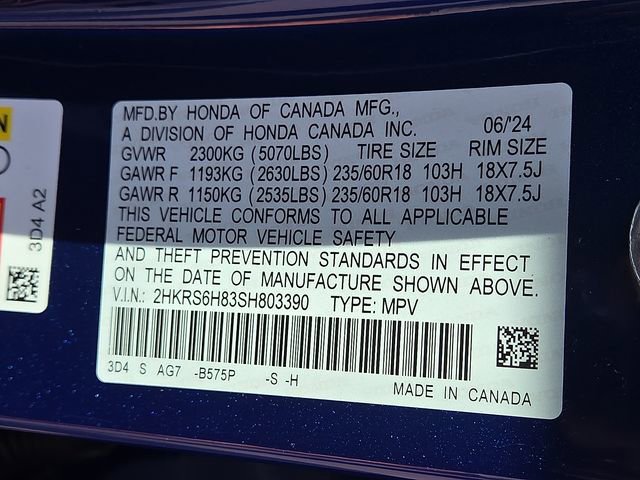 MFD.BY HONDA OF CANADA MFG.,
A DIVISION OF HONDA CANADA INC. 06/'24
GVWR 2300KG (5070LBS) TIRE SIZE RIM SIZE
GAWR F 1193KG (2630LBS) 235/60R18 103H 18X7.5J
GAWR R 1150KG (2535LBS) 235/60R18 103H 18X7.5J
THIS VEHICLE CONFORMS TO ALL APPLICABLE
FEDERAL MOTOR VEHICLE SAFETY
AND THEFT PREVENTION STANDARDS IN EFFECT
ON THE DATE OF MANUFACTURE SHOWN ABOVE.
V.I.N.: 2HKRS6H83SH803390 TYPE: MPV
3D4 S AG7 -B575P -S -H
MADE IN CANADA
3D4 A2
N